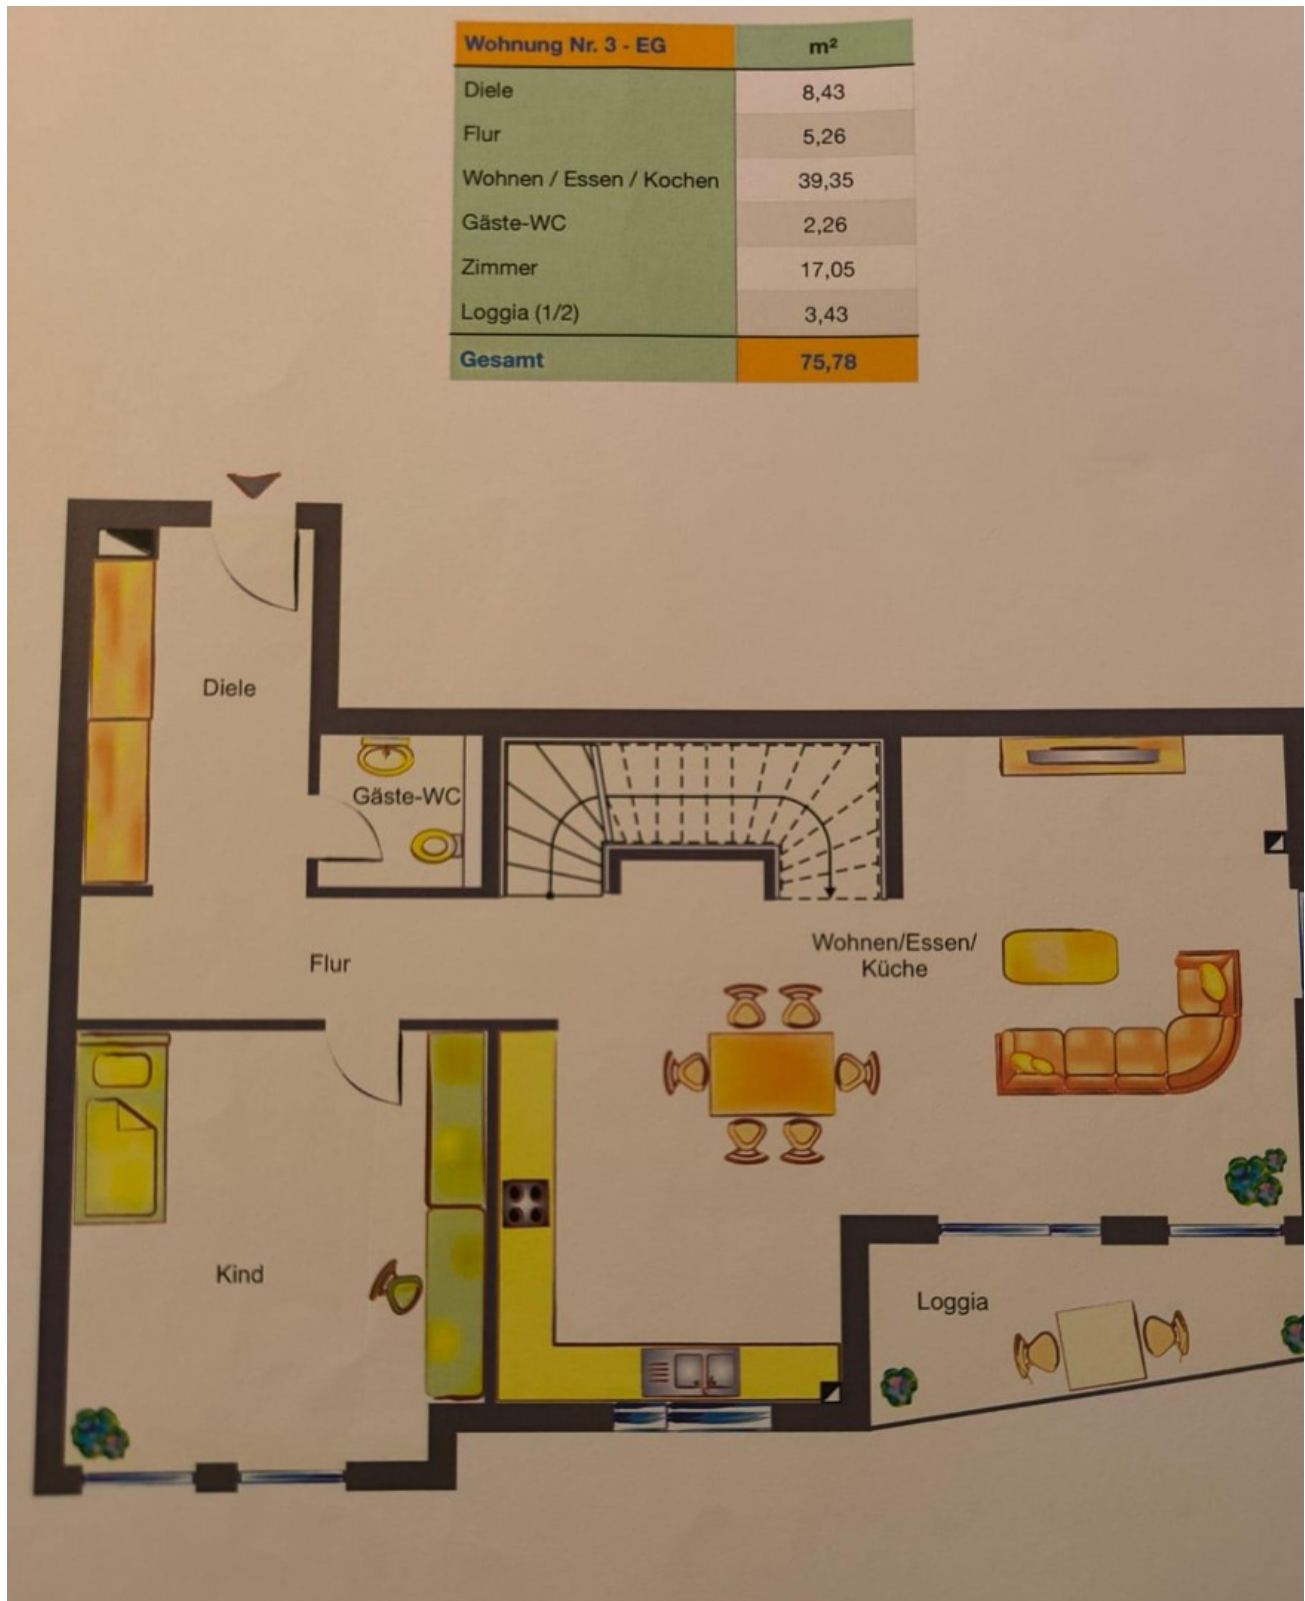 Wohnung Nr. 3 - EG m²
Diele 8,43
Flur 5,26
Wohnen / Essen / Kochen 39,35
Gäste-WC 2,26
Zimmer 17,05
Loggia (1/2) 3,43
Gesamt 75,78
Diele
Gäste-WC
Wohnen/Essen/
Küche
Flur
Kind
Loggia